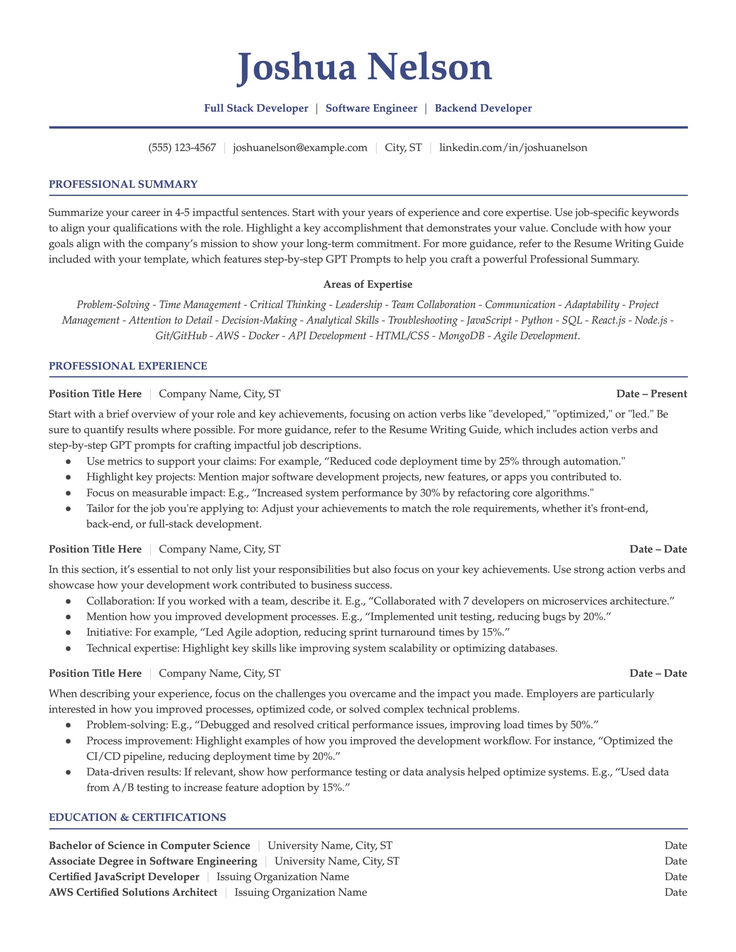 Joshua Nelson
Full Stack Developer | Software Engineer | Backend Developer
(555) 123-4567 | joshuanelson@example.com | City, ST | linkedin.com/in/joshuanelson
PROFESSIONAL SUMMARY
Summarize your career in 4-5 impactful sentences. Start with your years of experience and core expertise. Use job-specific keywords
to align your qualifications with the role. Highlight a key accomplishment that demonstrates your value. Conclude with how your
goals align with the company's mission to show your long-term commitment. For more guidance, refer to the Resume Writing Guide
included with your template, which features step-by-step GPT Prompts to help you craft a powerful Professional Summary.
Areas of Expertise
Problem-Solving - Time Management - Critical Thinking - Leadership - Team Collaboration - Communication - Adaptability - Project
Management - Attention to Detail - Decision-Making - Analytical Skills - Troubleshooting - JavaScript - Python - SQL - React.js - Node.js -
Git/GitHub - AWS - Docker - API Development - HTML/CSS - MongoDB - Agile Development.
PROFESSIONAL EXPERIENCE
Position Title Here | Company Name, City, ST Date – Present
Start with a brief overview of your role and key achievements, focusing on action verbs like "developed," "optimized," or "led." Be
sure to quantify results where possible. For more guidance, refer to the Resume Writing Guide, which includes action verbs and
step-by-step GPT prompts for crafting impactful job descriptions.
● Use metrics to support your claims: For example, “Reduced code deployment time by 25% through automation."
● Highlight key projects: Mention major software development projects, new features, or apps you contributed to.
● Focus on measurable impact: E.g., “Increased system performance by 30% by refactoring core algorithms."
● Tailor for the job you're applying to: Adjust your achievements to match the role requirements, whether it's front-end,
back-end, or full-stack development.
Position Title Here | Company Name, City, ST Date – Date
In this section, it’s essential to not only list your responsibilities but also focus on your key achievements. Use strong action verbs and
showcase how your development work contributed to business success.
● Collaboration: If you worked with a team, describe it. E.g., “Collaborated with 7 developers on microservices architecture.”
● Mention how you improved development processes. E.g., “Implemented unit testing, reducing bugs by 20%.”
● Initiative: For example, “Led Agile adoption, reducing sprint turnaround times by 15%.”
● Technical expertise: Highlight key skills like improving system scalability or optimizing databases.
Position Title Here | Company Name, City, ST Date – Date
When describing your experience, focus on the challenges you overcame and the impact you made. Employers are particularly
interested in how you improved processes, optimized code, or solved complex technical problems.
● Problem-solving: E.g., “Debugged and resolved critical performance issues, improving load times by 50%.”
● Process improvement: Highlight examples of how you improved the development workflow. For instance, “Optimized the
CI/CD pipeline, reducing deployment time by 20%.”
● Data-driven results: If relevant, show how performance testing or data analysis helped optimize systems. E.g., “Used data
from A/B testing to increase feature adoption by 15%.”
EDUCATION & CERTIFICATIONS
Bachelor of Science in Computer Science | University Name, City, ST Date
Associate Degree in Software Engineering | University Name, City, ST Date
Certified JavaScript Developer | Issuing Organization Name Date
AWS Certified Solutions Architect | Issuing Organization Name Date